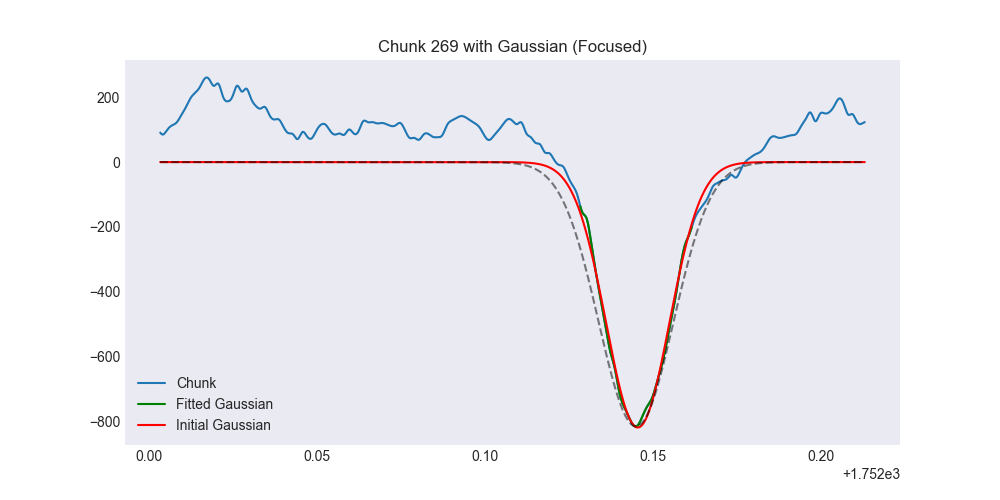 Chunk 269 with Gaussian (Focused)
200
0
−200
−400
−600
−800
Chunk
Fitted Gaussian
Initial Gaussian
0.00 0.05 0.10 0.15 0.20
+1.752e3